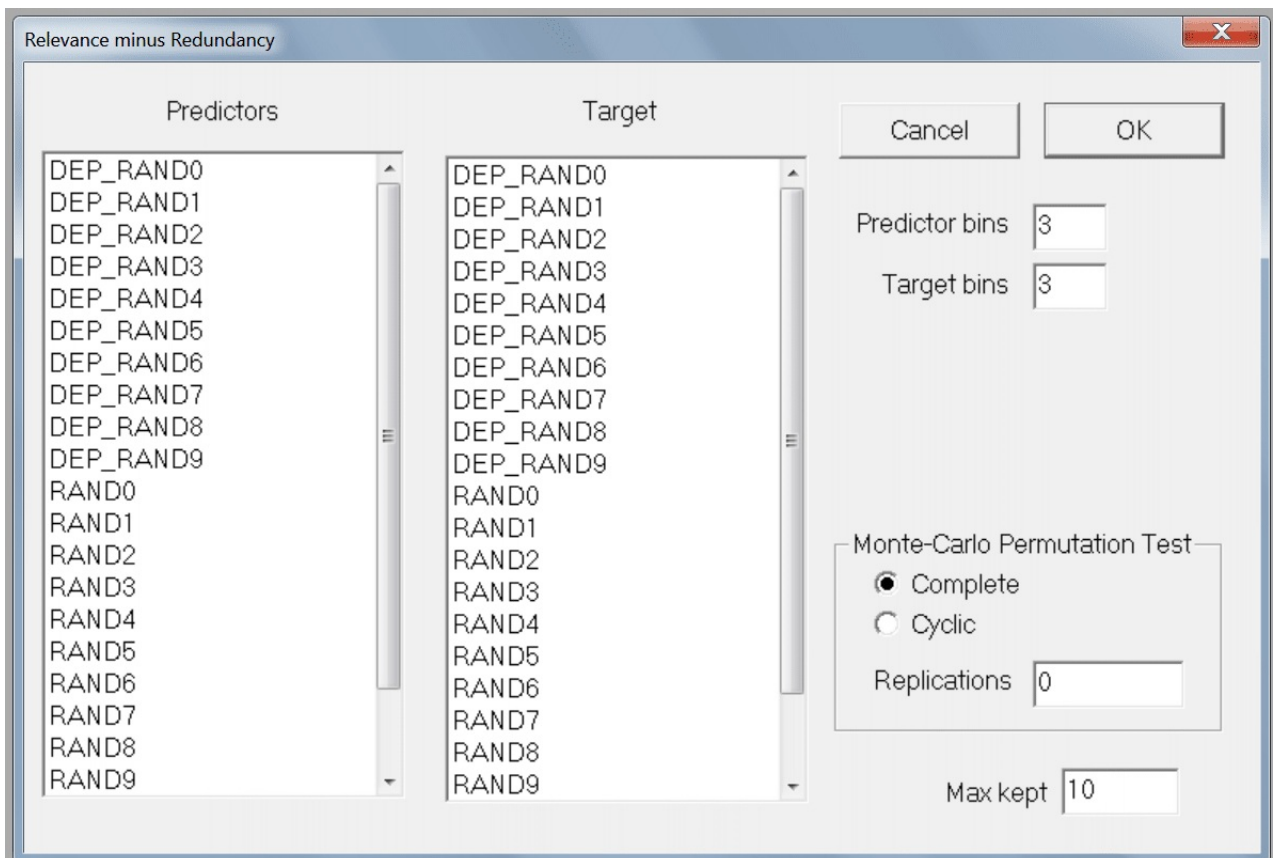 Relevance minus Redundancy
Predictors
DEP_RAND0
DEP_RAND1
DEP_RAND2
DEP_RAND3
DEP_RAND4
DEP_RAND5
DEP_RAND6
DEP_RAND7
DEP_RAND8
DEP_RAND9
RAND0
RAND1
RAND2
RAND3
RAND4
RAND5
RAND6
RAND7
RAND8
RAND9
Target
DEP_RAND0
DEP_RAND1
DEP_RAND2
DEP_RAND3
DEP_RAND4
DEP_RAND5
DEP_RAND6
DEP_RAND7
DEP_RAND8
DEP_RAND9
RAND0
RAND1
RAND2
RAND3
RAND4
RAND5
RAND6
RAND7
RAND8
RAND9
Cancel OK
Predictor bins 3
Target bins 3
Monte-Carlo Permutation Test
Complete
Cyclic
Replications 0
Max kept 10